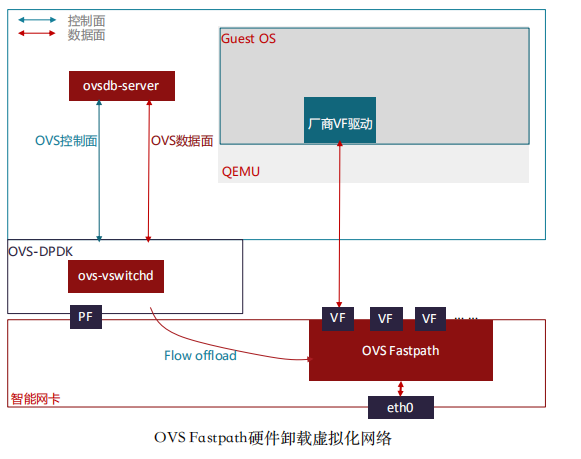 控制面
数据面
Guest OS
ovsdb-server
厂商VF驱动
OVS控制面
OVS数据面
QEMU
OVS-DPDK
ovs-vswitchd
PF
VF
VF
VF
... ...
OVS Fastpath
Flow offload
智能网卡
eth0
OVS Fastpath硬件卸载虚拟化网络